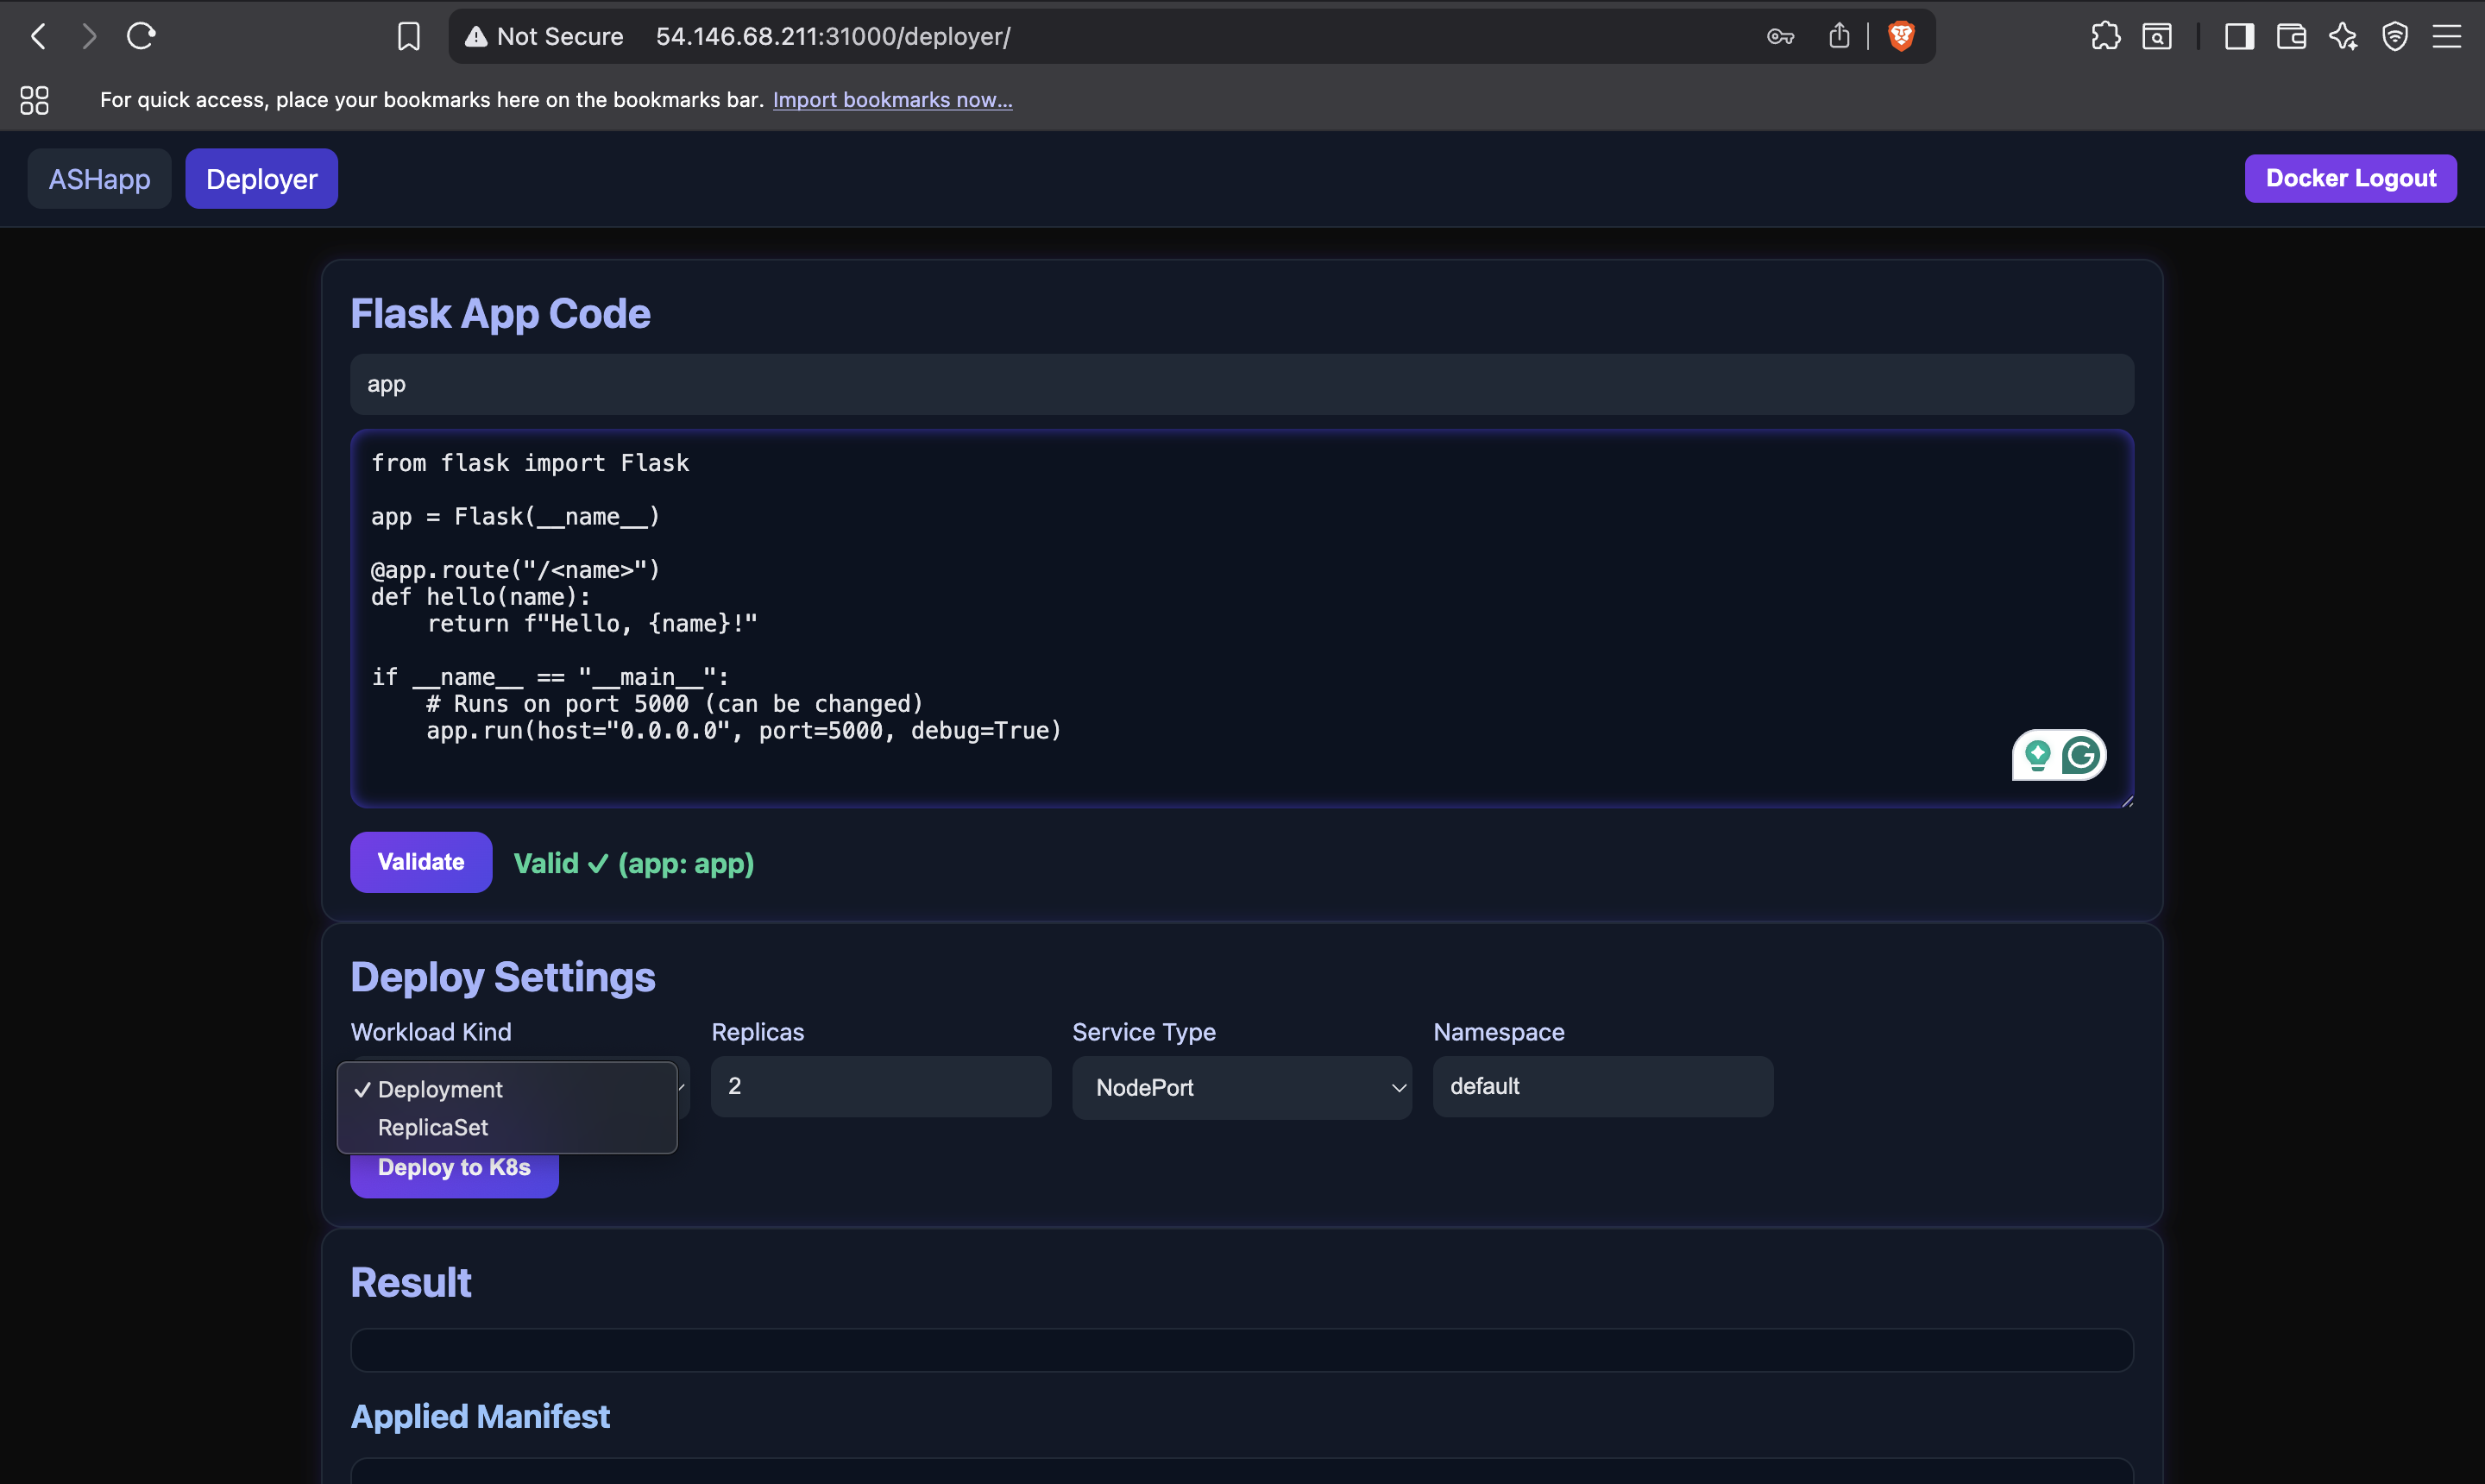 Not Secure 54.146.68.211:31000/deployer/
For quick access, place your bookmarks here on the bookmarks bar. Import bookmarks now...
ASHapp Deployer Docker Logout
Flask App Code
app
from flask import Flask
app = Flask(__name__)
@app.route("/<name>")
def hello(name):
    return f"Hello, {name}!"
if __name__ == "__main__":
    # Runs on port 5000 (can be changed)
    app.run(host="0.0.0.0", port=5000, debug=True)
Validate Valid ✓ (app: app)
Deploy Settings
Workload Kind Replicas Service Type Namespace
✓ Deployment 2 NodePort default
ReplicaSet
Deploy to K8s
Result
Applied Manifest